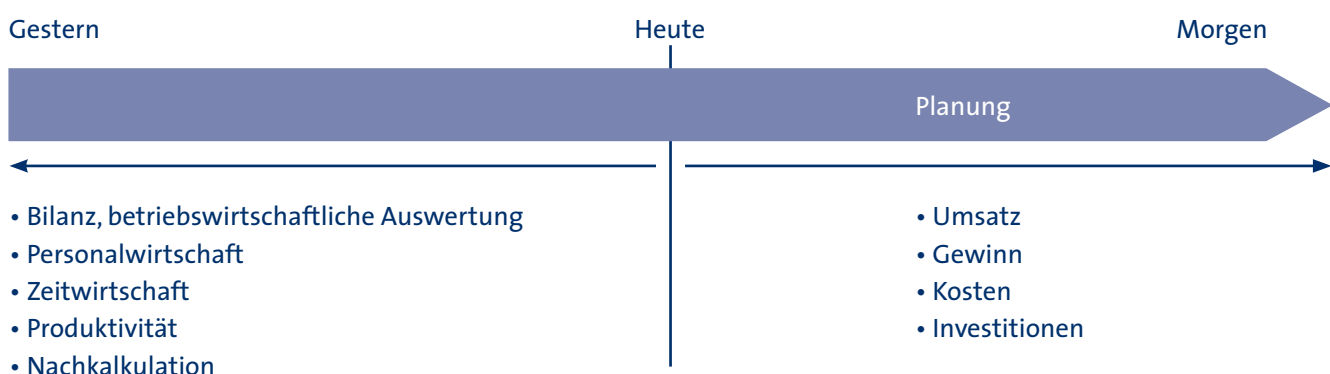 Gestern Heute Morgen
Planung
• Bilanz, betriebswirtschaftliche Auswertung
• Personalwirtschaft
• Zeitwirtschaft
• Produktivität
• Nachkalkulation
• Umsatz
• Gewinn
• Kosten
• Investitionen